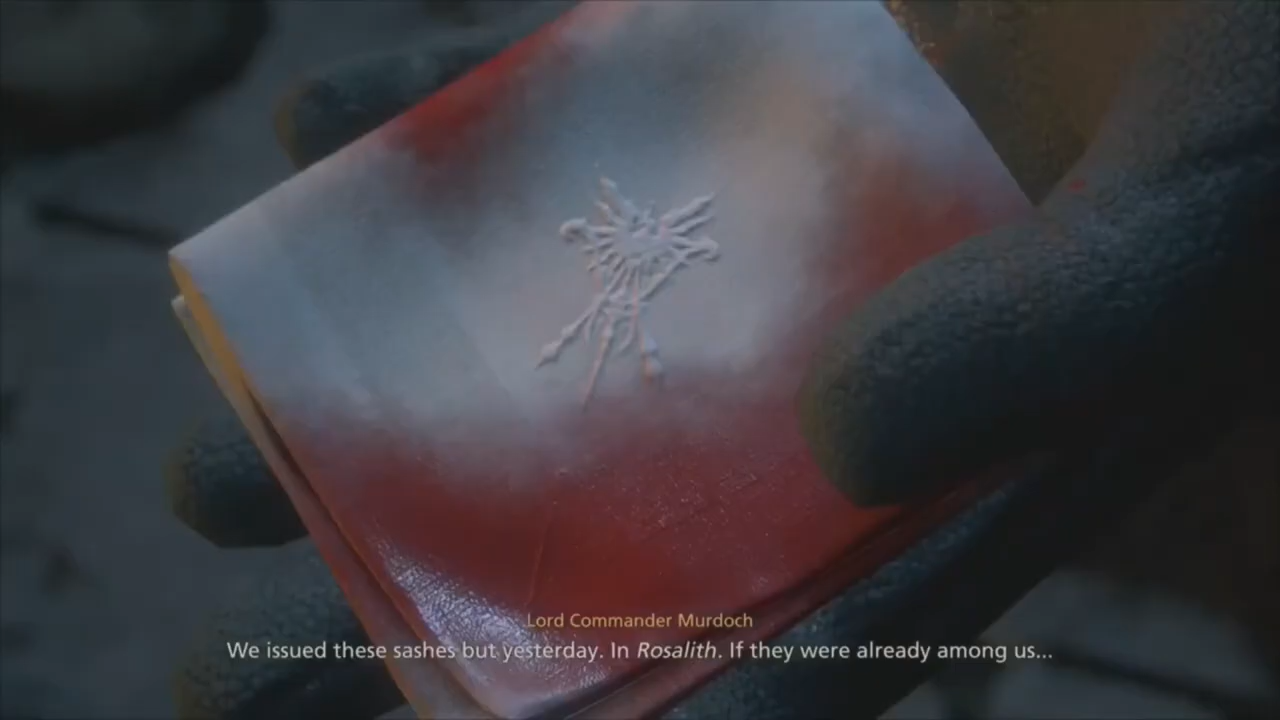 Lord Commander Murdoch
We issued these sashes but yesterday. In Rosalith. If they were already among us...